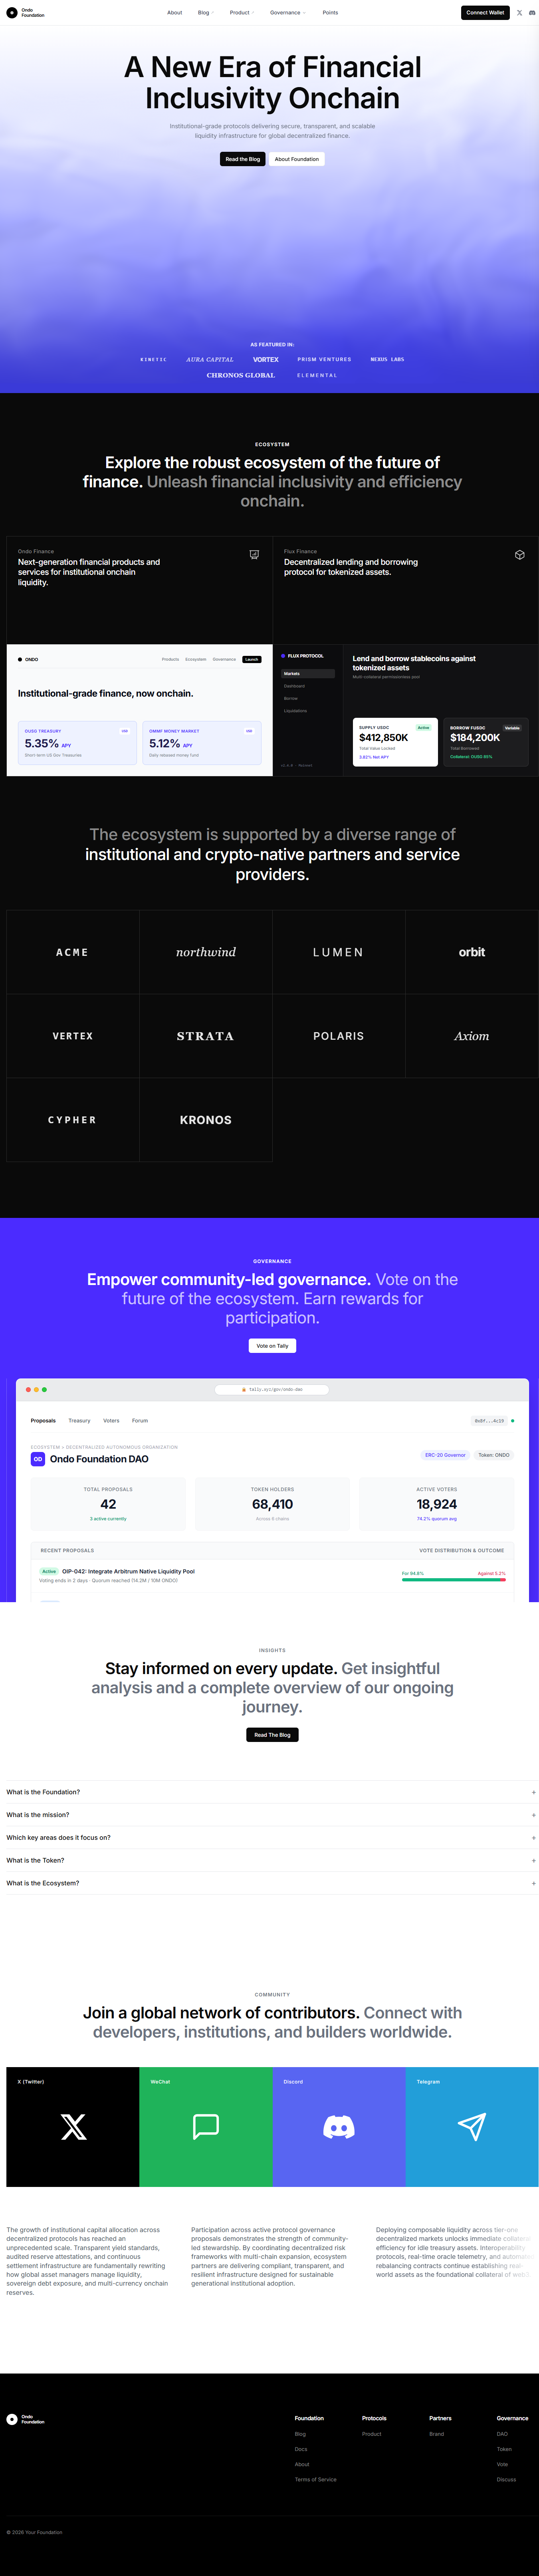 Ondo
Foundation
About
Blog
Product
Governance
Points
Connect Wallet
A New Era of Financial
Inclusivity Onchain
Institutional-grade protocols delivering secure, transparent, and scalable
liquidity infrastructure for global decentralized finance.
Read the Blog
About Foundation
AS FEATURED IN:
KINETIC
AURA CAPITAL
VORTEX
PRISM VENTURES
NEXUS LABS
CHRONOS GLOBAL
ELEMENTAL
ECOSYSTEM
Explore the robust ecosystem of the future of
finance. Unleash financial inclusivity and efficiency
onchain.
Ondo Finance
Next-generation financial products and
services for institutional onchain
liquidity.
ONDO
Products
Ecosystem
Governance
Launch
Institutional-grade finance, now onchain.
OUSG TREASURY
USD
5.35% APY
Short-term US Gov Treasuries
OMMF MONEY MARKET
USD
5.12% APY
Daily rebased money fund
Flux Finance
Decentralized lending and borrowing
protocol for tokenized assets.
FLUX PROTOCOL
Markets
Dashboard
Borrow
Liquidations
Lend and borrow stablecoins against
tokenized assets
Multi-collateral permissionless pool
SUPPLY USDC
Active
$412,850K
Total Value Locked
3.82% Net APY
BORROW FUSDC
Variable
$184,200K
Total Borrowed
Collateral: OUSG 85%
The ecosystem is supported by a diverse range of
institutional and crypto-native partners and service
providers.
ACME
northwind
LUMEN
orbit
VERTEX
STRATA
POLARIS
Axiom
CYPHER
KRONOS
GOVERNANCE
Empower community-led governance. Vote on the
future of the ecosystem. Earn rewards for
participation.
Vote on Tally
tally.xyz/gov/ondo-dao
Proposals
Treasury
Voters
Forum
ECOSYSTEM > DECENTRALIZED AUTONOMOUS ORGANIZATION
OD
Ondo Foundation DAO
ERC-20 Governor
Token: ONDO
TOTAL PROPOSALS
42
3 active currently
TOKEN HOLDERS
68,410
Across 6 chains
ACTIVE VOTERS
18,924
74.2% quorum avg
RECENT PROPOSALS
VOTE DISTRIBUTION & OUTCOME
Active
OIP-042: Integrate Arbitrum Native Liquidity Pool
Voting ends in 2 days · Quorum reached (14.2M / 10M ONDO)
For 94.8%
Against 5.2%
INSIGHTS
Stay informed on every update. Get insightful
analysis and a complete overview of our ongoing
journey.
Read The Blog
What is the Foundation?
+
What is the mission?
+
Which key areas does it focus on?
+
What is the Token?
+
What is the Ecosystem?
+
COMMUNITY
Join a global network of contributors. Connect with
developers, institutions, and builders worldwide.
X (Twitter)
WeChat
Discord
Telegram
The growth of institutional capital allocation across
decentralized protocols has reached an
unprecedented scale. Transparent yield standards,
audited reserve attestations, and continuous
settlement infrastructure are fundamentally rewriting
how global asset managers manage liquidity,
sovereign debt exposure, and multi-currency onchain
reserves.
Participation across active protocol governance
proposals demonstrates the strength of community-
led stewardship. By coordinating decentralized risk
frameworks with multi-chain expansion, ecosystem
partners are delivering compliant, transparent, and
resilient infrastructure designed for sustainable
generational institutional adoption.
Deploying composable liquidity across tier-one
decentralized markets unlocks immediate collateral
efficiency for idle treasury assets. Interoperability
protocols, real-time oracle telemetry, and automated
rebalancing contracts continue establishing real-
world assets as the foundational collateral of
Ondo
Foundation
Foundation
Blog
Docs
About
Terms of Service
Protocols
Product
Partners
Brand
Governance
DAO
Token
Vote
Discuss
© 2026 Your Foundation